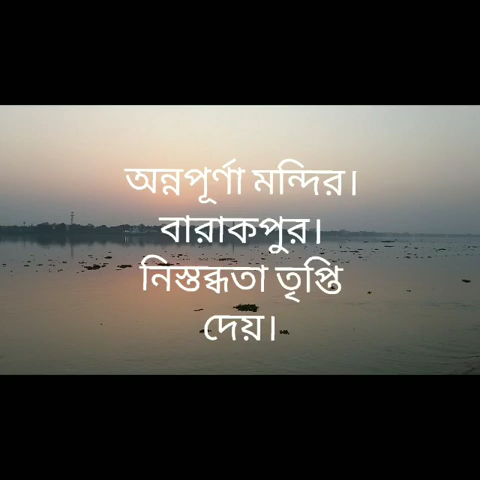 অন্নপূর্ণা মন্দির।
বারাকপুর।
নিস্তব্ধতা তৃপ্তি
দেয়।